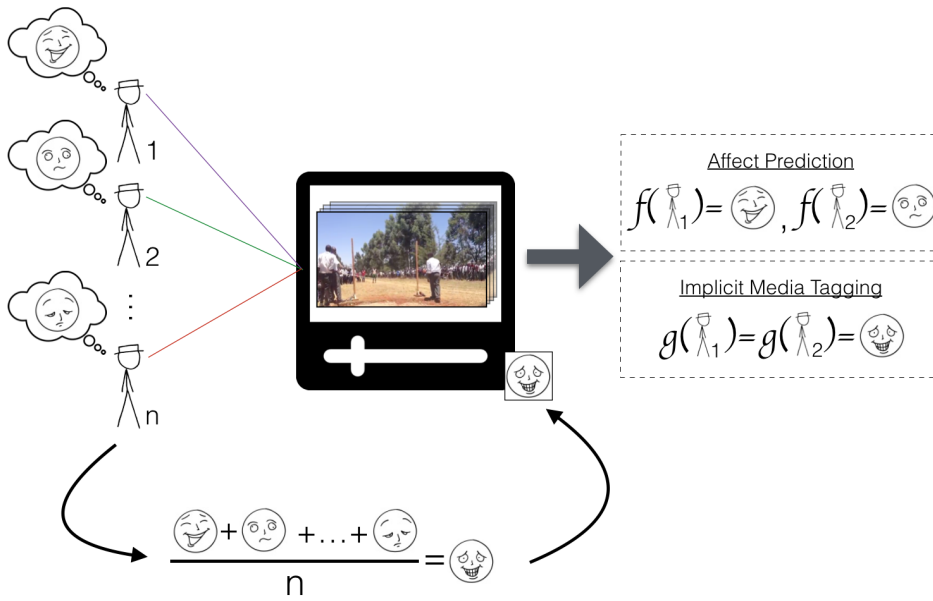 1
2
⋮
n
Affect Prediction
f( 1)= , f( 2)=
Implicit Media Tagging
g( 1)=g( 2)=
+ +...+
n
=